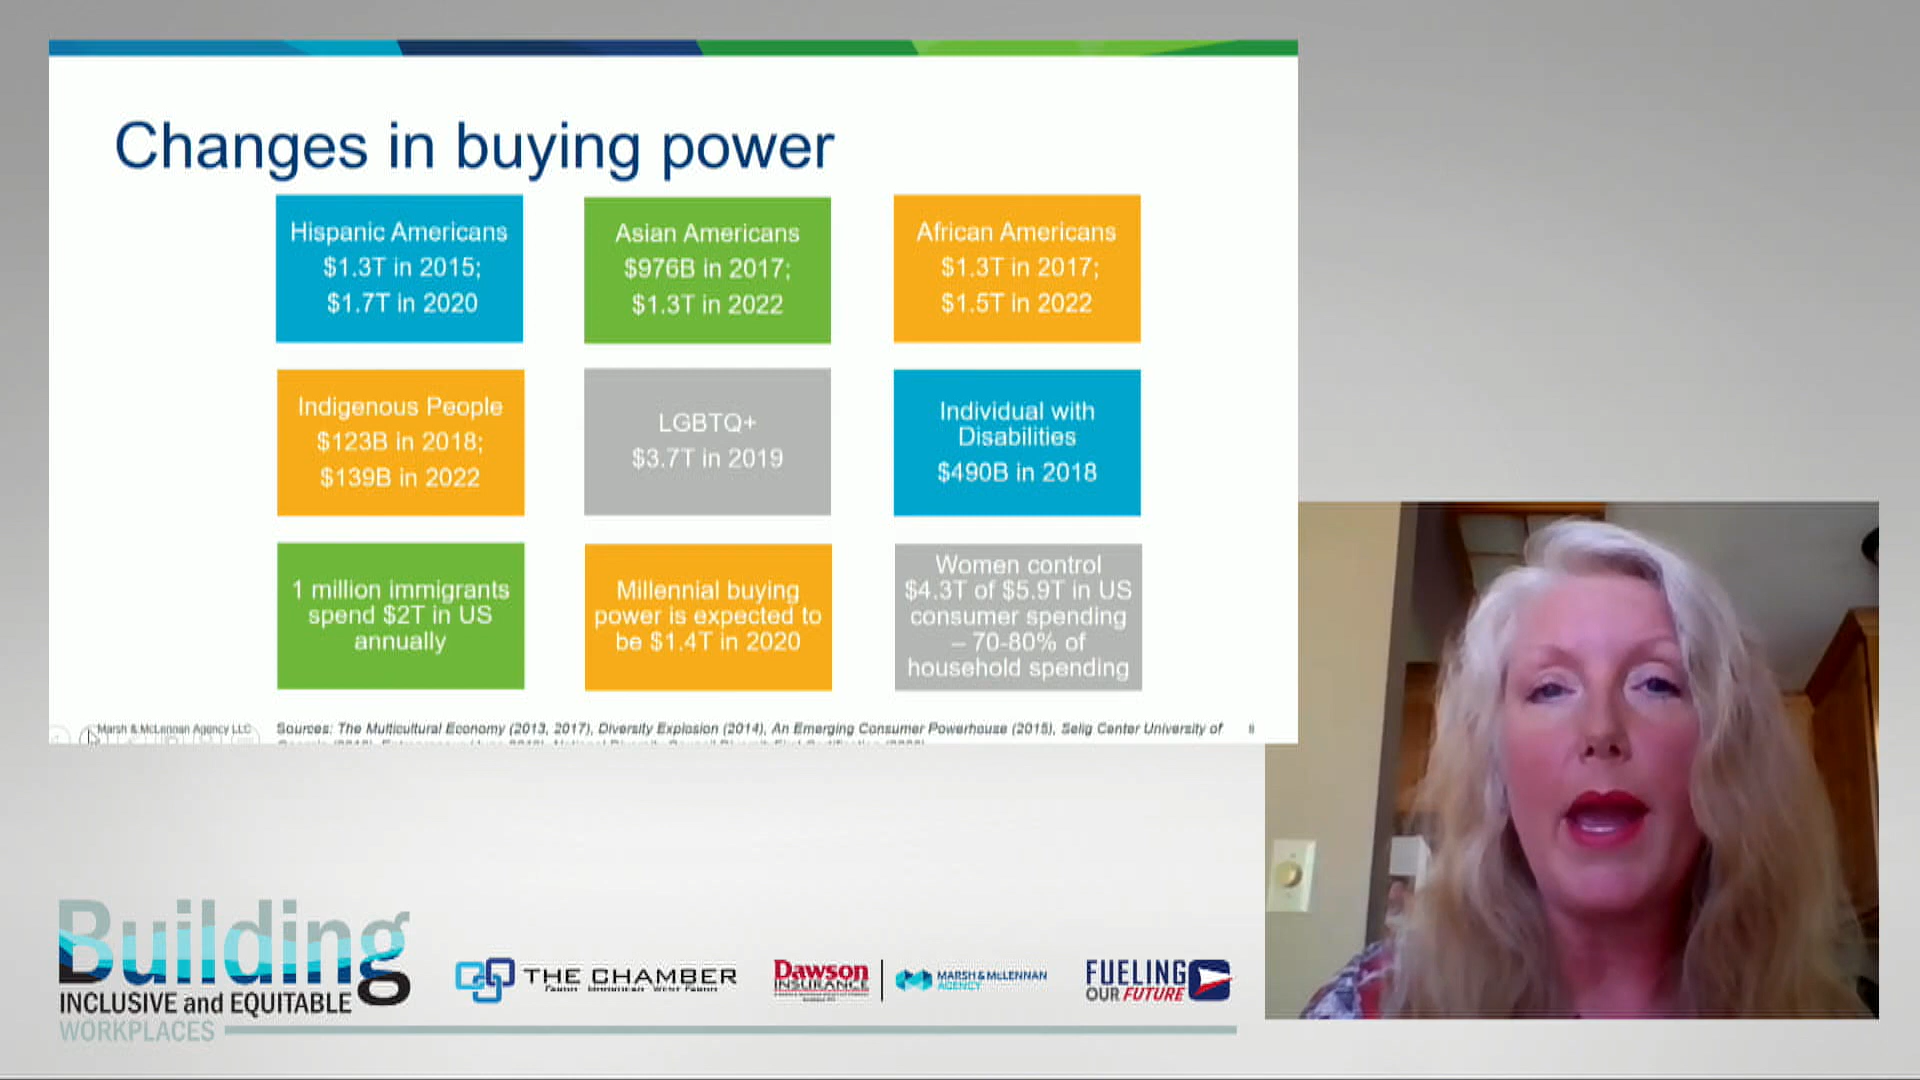 Changes in buying power
Hispanic Americans
$1.3T in 2015;
$1.7T in 2020
Asian Americans
$976B in 2017;
$1.3T in 2022
African Americans
$1.3T in 2017;
$1.5T in 2022
Indigenous People
$123B in 2018;
$139B in 2022
LGBTQ+
$3.7T in 2019
Individual with
Disabilities
$490B in 2018
1 million immigrants
spend $2T in US
annually
Millennial buying
power is expected to
be $1.4T in 2020
Women control
$4.3T of $5.9T in US
consumer spending
– 70-80% of
household spending
Marsh & McLennan Agency LLC
Sources: The Multicultural Economy (2013, 2017), Diversity Explosion (2014), An Emerging Consumer Powerhouse (2015), Selig Center University of
Building
INCLUSIVE and EQUITABLE
WORKPLACES
THE CHAMBER
Dawson
INSURANCE
MARSH & McLENNAN
AGENCY
FUELING
OUR FUTURE